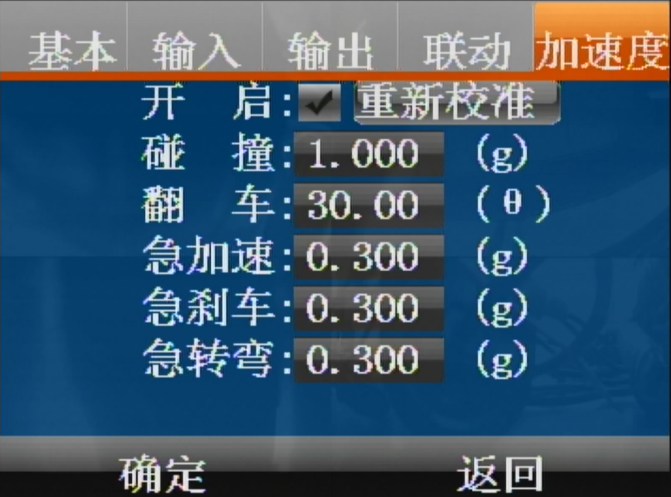 基本 输入 输出 联动 加速度
开 启: 重新校准
碰 撞: 1.000 (g)
翻 车: 30.00 (θ)
急加速: 0.300 (g)
急刹车: 0.300 (g)
急转弯: 0.300 (g)
确定 返回